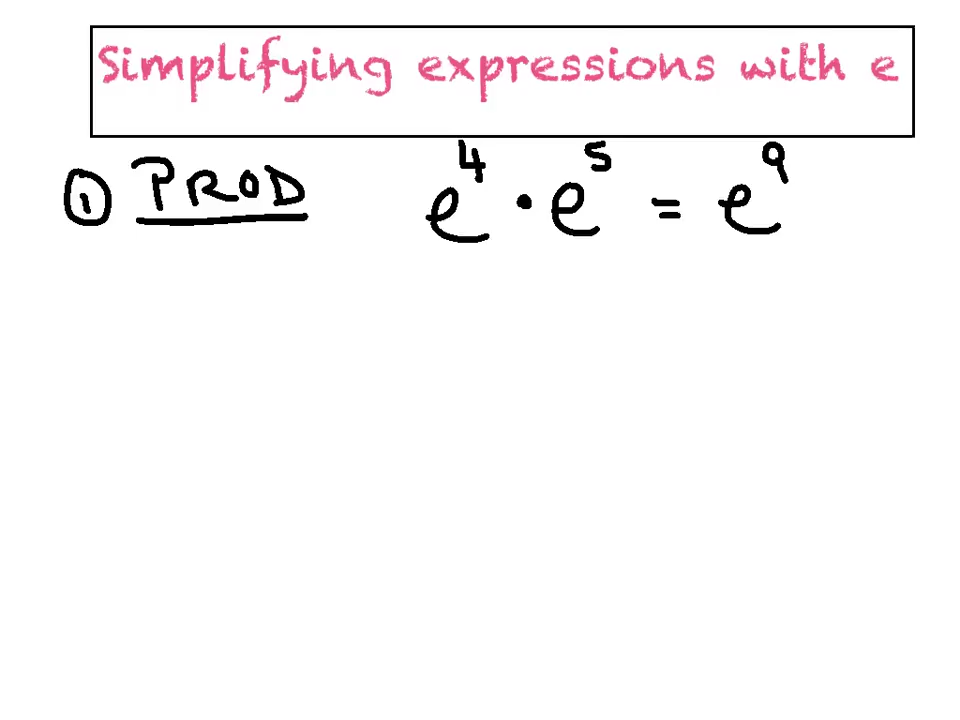 Simplifying expressions with e
① PROD e⁴ · e⁵ = e⁹